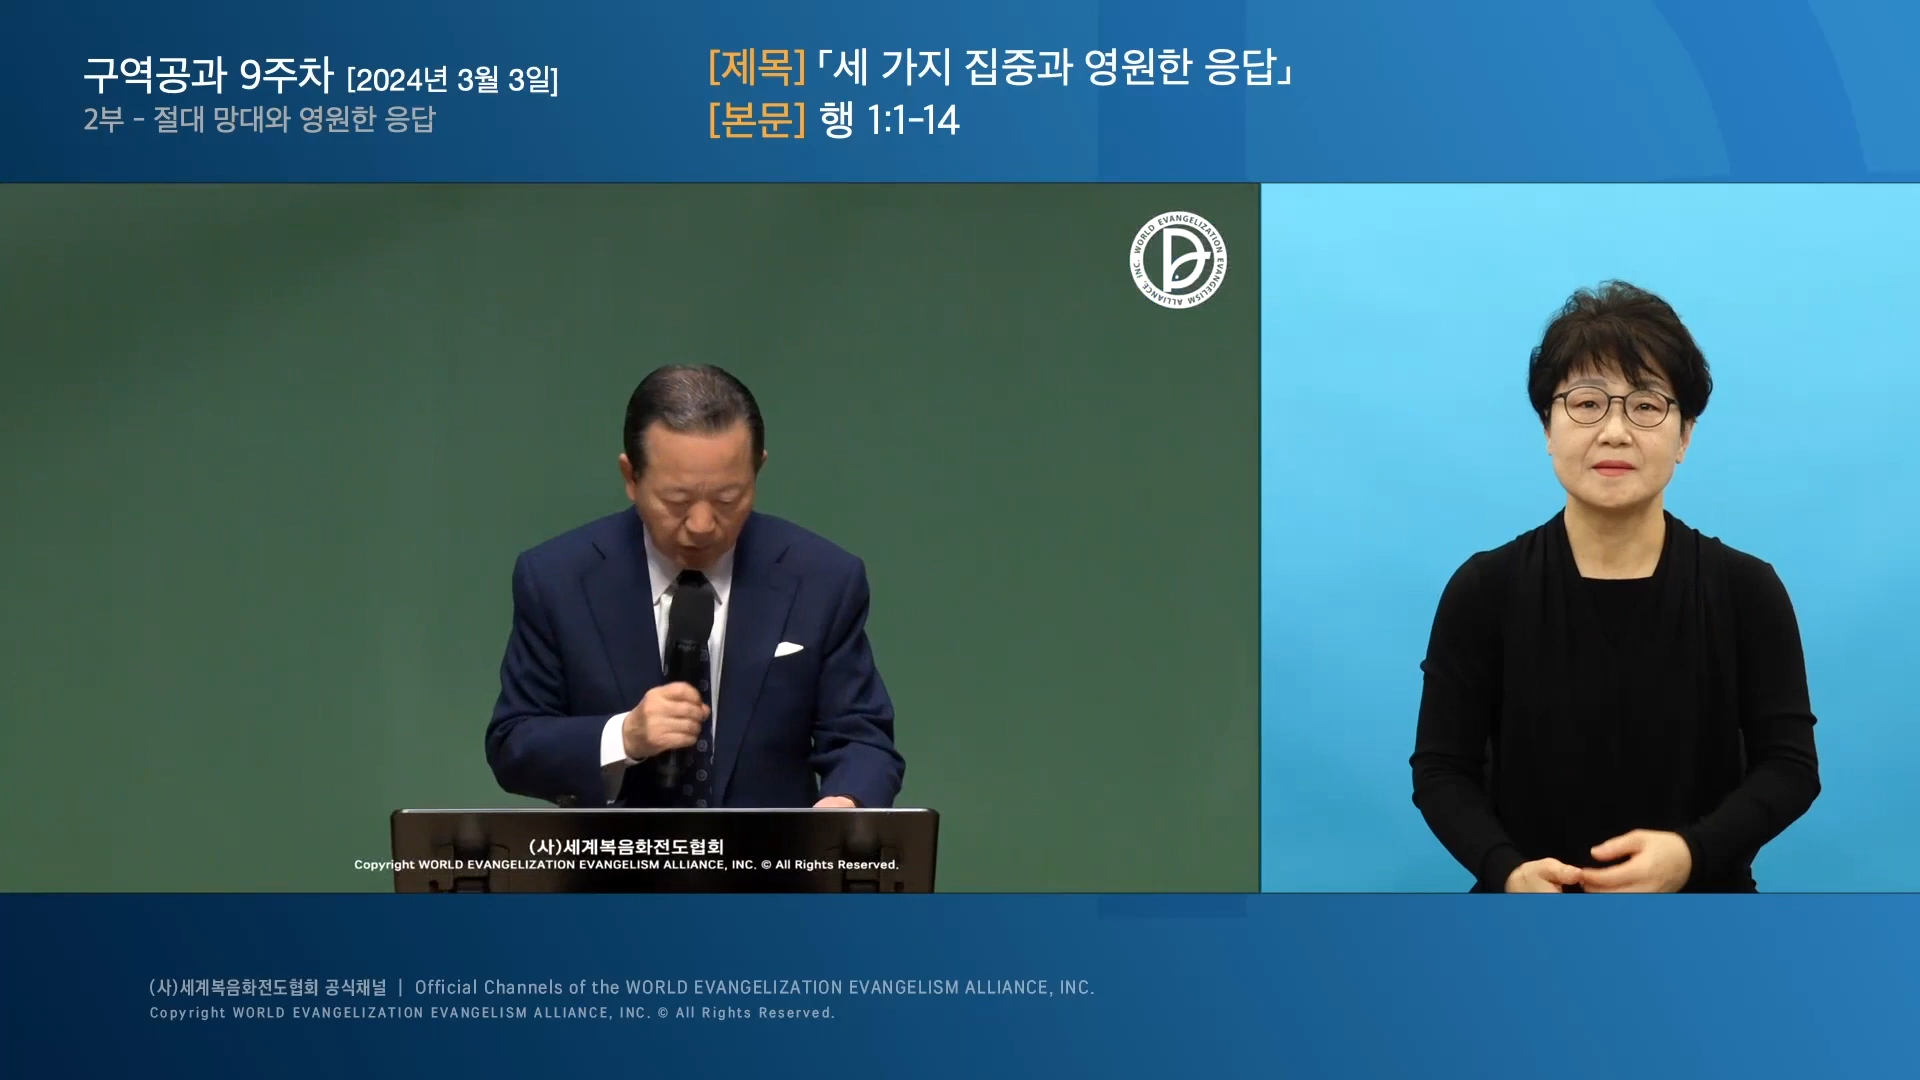 구역공과 9주차 [2024년 3월 3일]
2부 - 절대 망대와 영원한 응답
[제목] 「세 가지 집중과 영원한 응답」
[본문] 행 1:1-14
WORLD EVANGELIZATION EVANGELISM ALLIANCE, INC.
(사)세계복음화전도협회
Copyright WORLD EVANGELIZATION EVANGELISM ALLIANCE, INC. © All Rights Reserved.
(사)세계복음화전도협회 공식채널 | Official Channels of the WORLD EVANGELIZATION EVANGELISM ALLIANCE, INC.
Copyright WORLD EVANGELIZATION EVANGELISM ALLIANCE, INC. © All Rights Reserved.